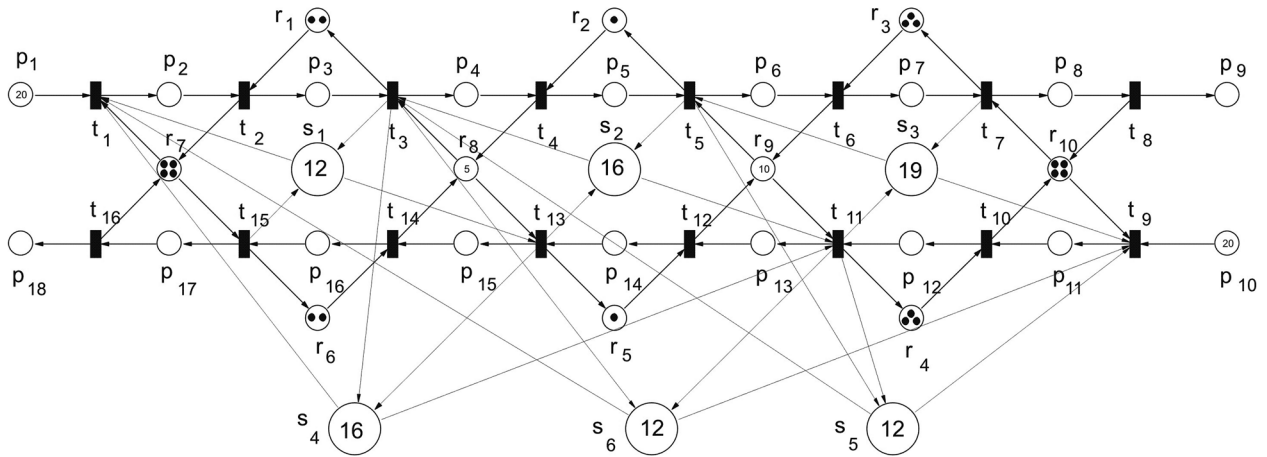 r1 r2 r3
p1 p2 p3 p4 p5 p6 p7 p8 p9
20
t1 r7 t2 s1 t3 r8 t4 s2 t5 r9 t6 s3 t7 r10 t8
12 5 16 10 19
t16 t15 t14 t13 t12 t11 t10 t9
20
p18 p17 p16 p15 p14 p13 p12 p11 p10
r6 r5 r4
s4 16 s6 12 s5 12